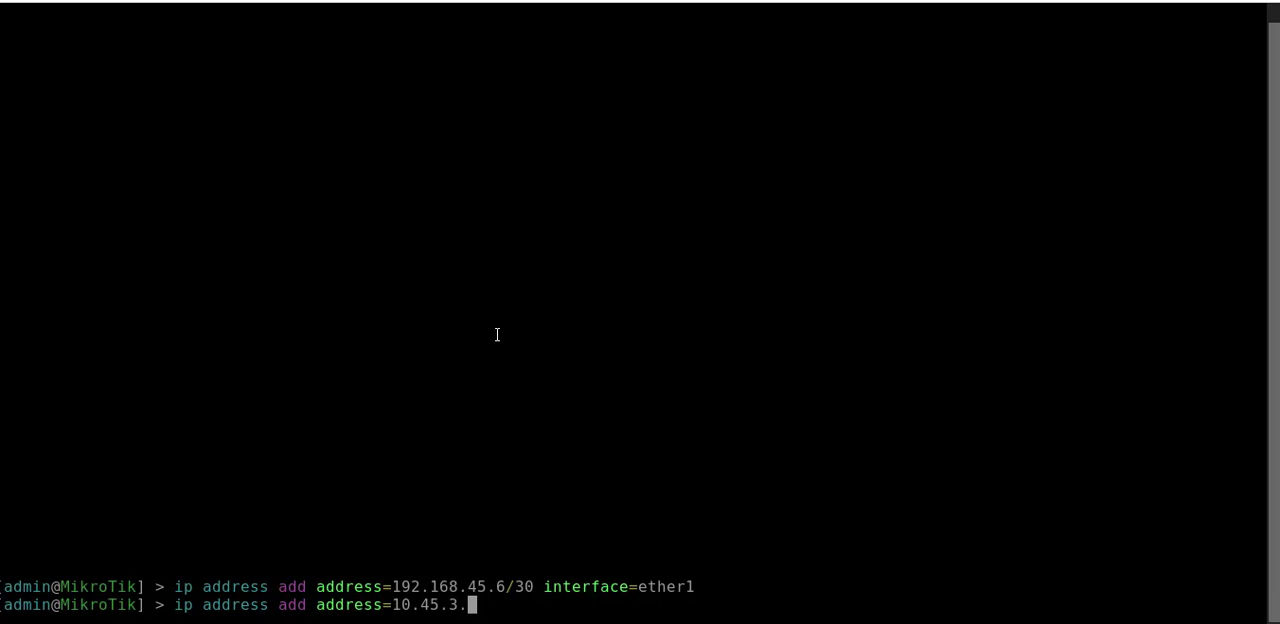 [admin@MikroTik] > ip address add address=192.168.45.6/30 interface=ether1
[admin@MikroTik] > ip address add address=10.45.3.